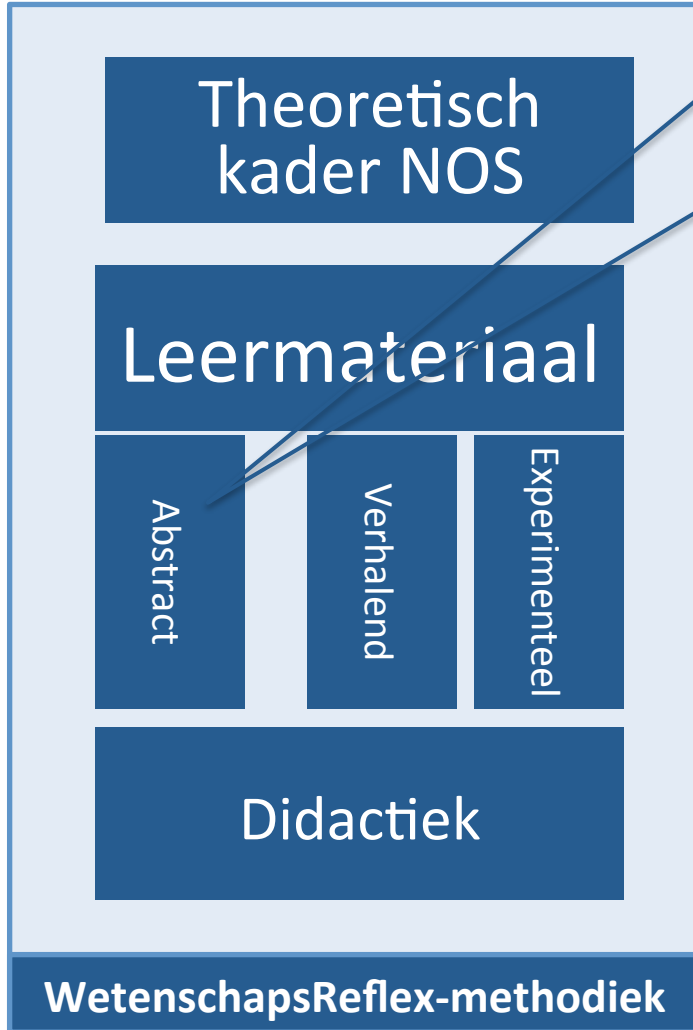 Theoretisch
kader NOS
Leermateriaal
Abstract
Verhalend
Experimenteel
Didactiek
WetenschapsReflex-methodiek